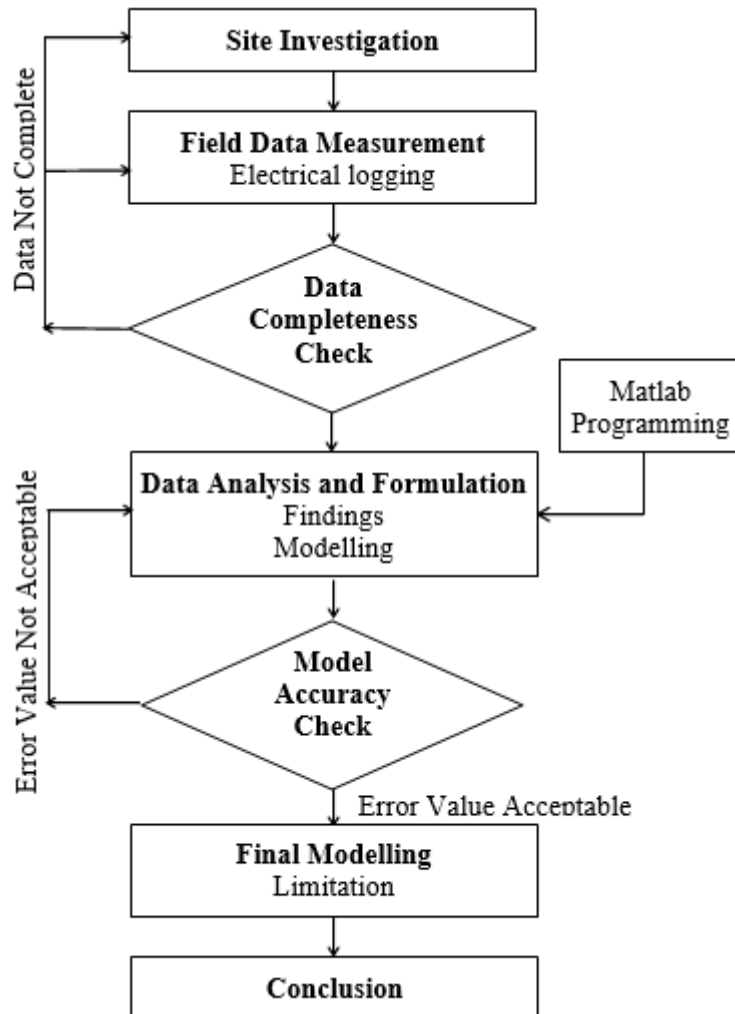 Site Investigation
Data Not Complete
Field Data Measurement
Electrical logging
Data
Completeness
Check
Matlab
Programming
Data Analysis and Formulation
Findings
Modelling
Error Value Not Acceptable
Model
Accuracy
Check
Error Value Acceptable
Final Modelling
Limitation
Conclusion